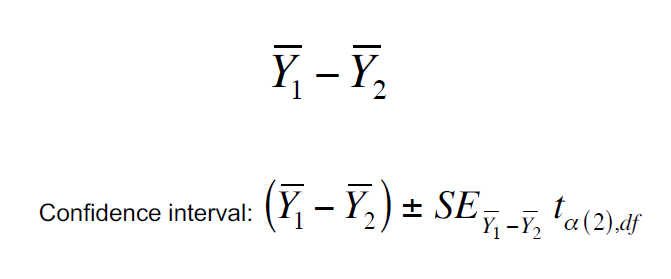 Ȳ₁ − Ȳ₂
Confidence interval: (Ȳ₁ − Ȳ₂) ± SE_{Ȳ₁ − Ȳ₂} t_{α(2),df}